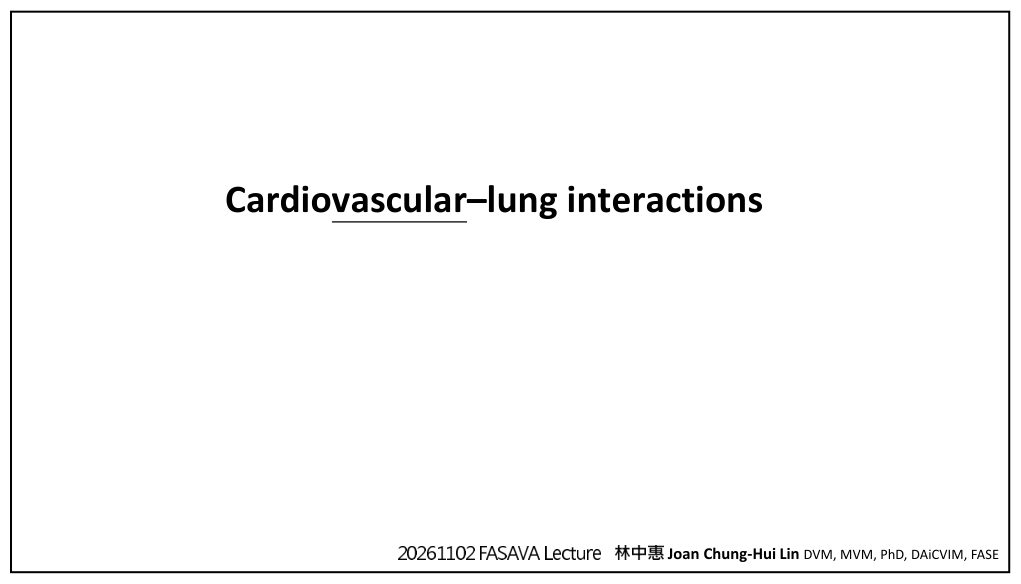 Cardiovascular–lung interactions
20261102 FASAVA Lecture 林中惠 Joan Chung-Hui Lin DVM, MVM, PhD, DAiCVIM, FASE